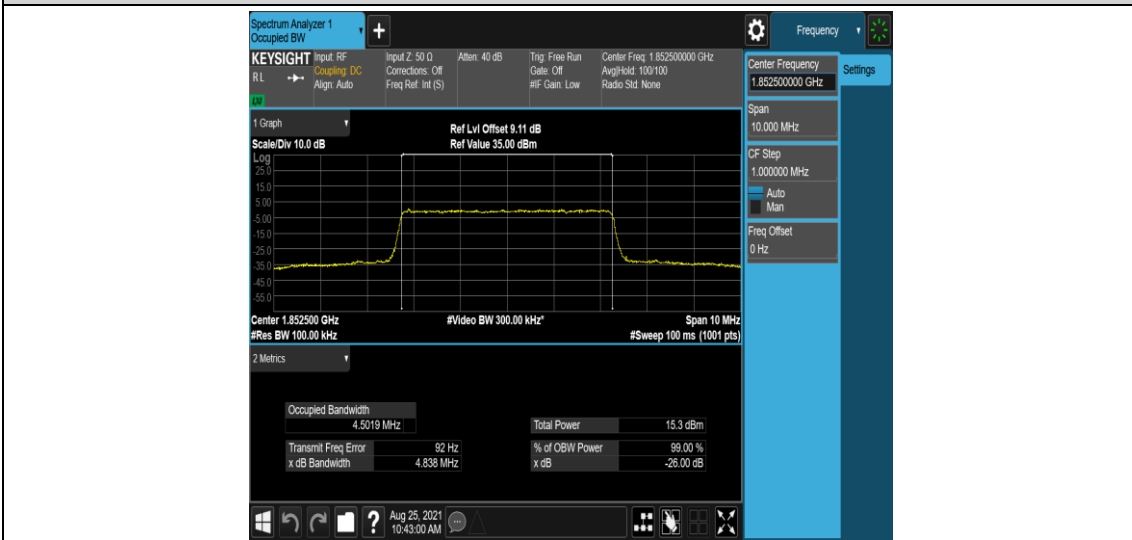 Spectrum Analyzer 1
Occupied BW
+
Frequency
KEYSIGHT Input: RF Input Z: 50 Ω Atten: 40 dB Trig: Free Run Center Freq: 1.852500000 GHz
RL Coupling: DC Corrections: Off Gate: Off Avg|Hold: 100/100
Align: Auto Freq Ref: Int (S) #IF Gain: Low Radio Std: None
LXI
Center Frequency
1.852500000 GHz
Settings
Span
10.000 MHz
CF Step
1.000000 MHz
Auto
Man
Freq Offset
0 Hz
1 Graph
Ref Lvl Offset 9.11 dB
Scale/Div 10.0 dB Ref Value 35.00 dBm
Log
25.0
15.0
5.00
-5.00
-15.0
-25.0
-35.0
-45.0
-55.0
Center 1.852500 GHz #Video BW 300.00 kHz* Span 10 MHz
#Res BW 100.00 kHz #Sweep 100 ms (1001 pts)
2 Metrics
Occupied Bandwidth
4.5019 MHz
Total Power 15.3 dBm
Transmit Freq Error 92 Hz % of OBW Power 99.00 %
x dB Bandwidth 4.838 MHz x dB -26.00 dB
? Aug 25, 2021
10:43:00 AM